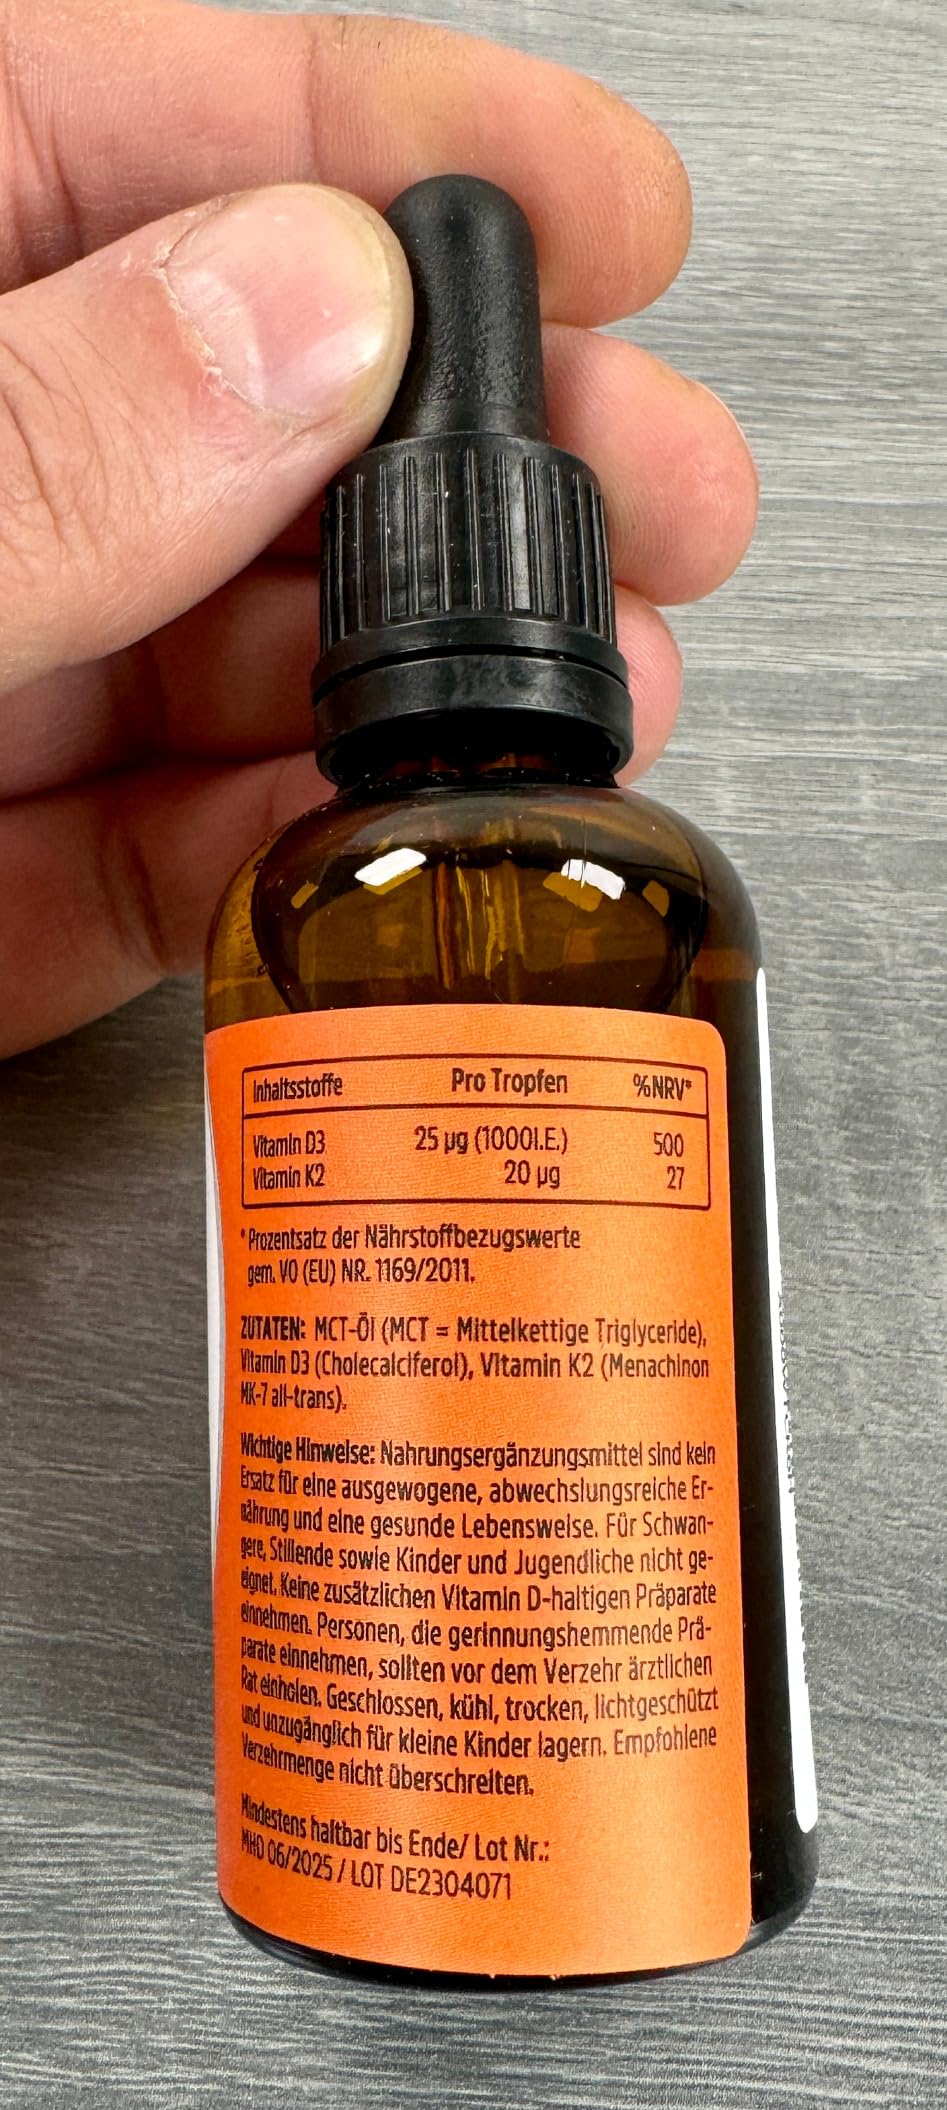 Inhaltsstoffe Pro Tropfen %NRV*
Vitamin D3 25 µg (1000I.E.) 500
Vitamin K2 20 µg 27
* Prozentsatz der Nährstoffbezugswerte
gem. VO (EU) NR. 1169/2011.
ZUTATEN: MCT-Öl (MCT = Mittelkettige Triglyceride),
Vitamin D3 (Cholecalciferol), Vitamin K2 (Menachinon
MK-7 all-trans).
Wichtige Hinweise: Nahrungsergänzungsmittel sind kein
Ersatz für eine ausgewogene, abwechslungsreiche Er-
nährung und eine gesunde Lebensweise. Für Schwan-
gere, Stillende sowie Kinder und Jugendliche nicht ge-
eignet. Keine zusätzlichen Vitamin D-haltigen Präparate
einnehmen. Personen, die gerinnungshemmende Prä-
parate einnehmen, sollten vor dem Verzehr ärztlichen
Rat einholen. Geschlossen, kühl, trocken, lichtgeschützt
und unzugänglich für kleine Kinder lagern. Empfohlene
Verzehrmenge nicht überschreiten.
Mindestens haltbar bis Ende/ Lot Nr.:
MHD 06/2025 / LOT DE2304071